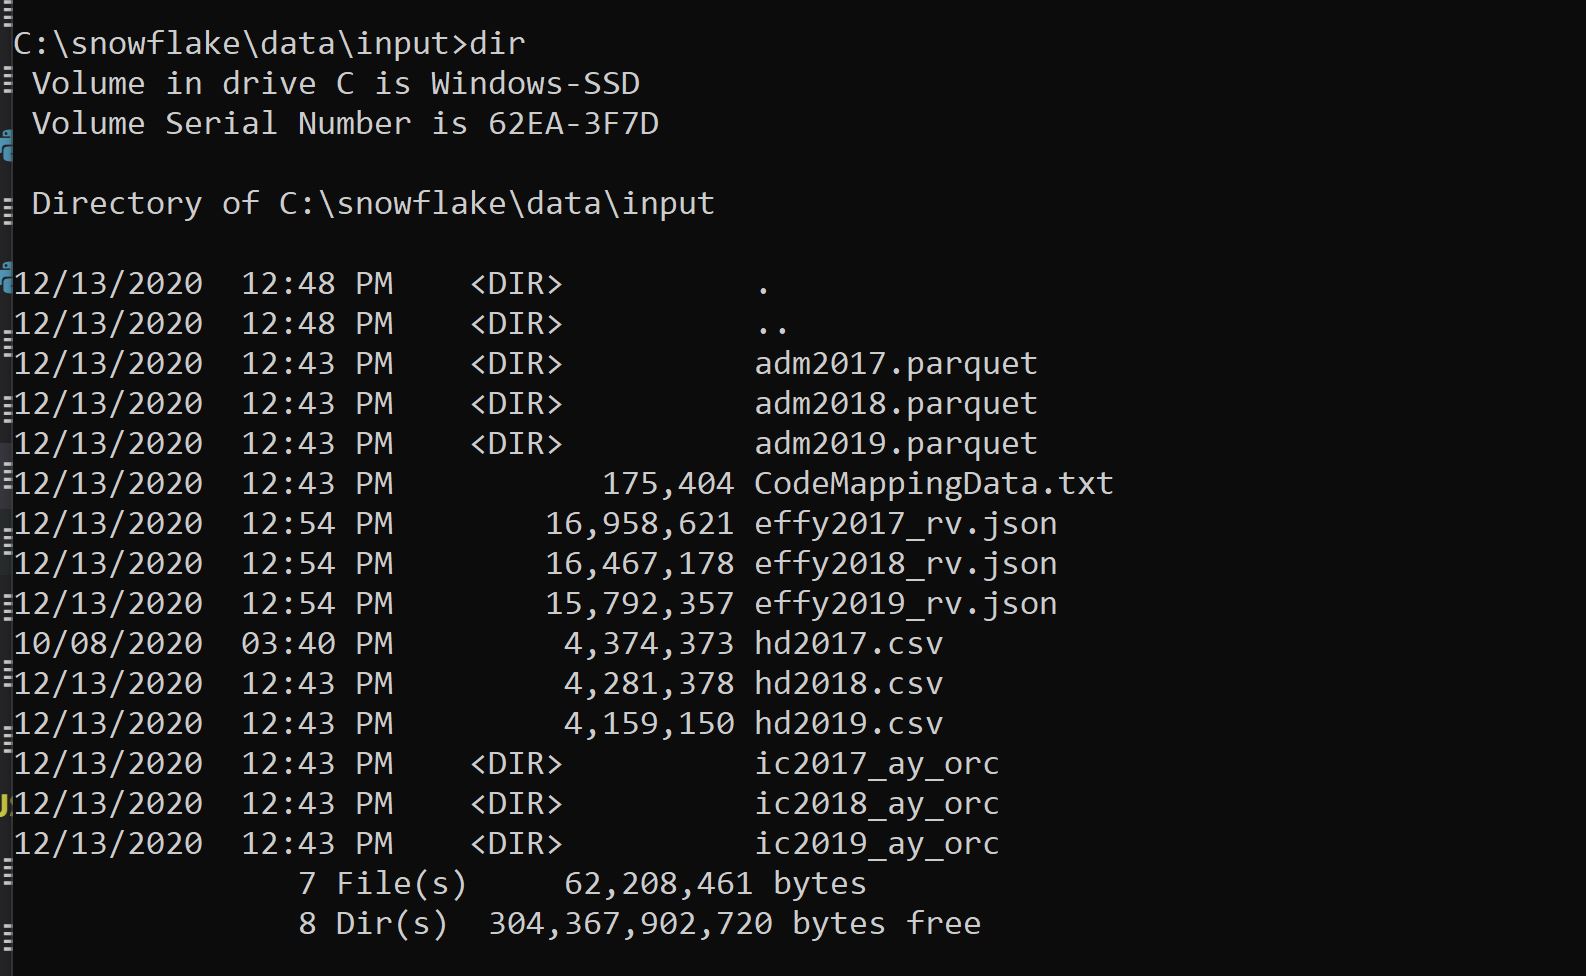 C:\snowflake\data\input>dir
 Volume in drive C is Windows-SSD
 Volume Serial Number is 62EA-3F7D

 Directory of C:\snowflake\data\input

12/13/2020  12:48 PM    <DIR>          .
12/13/2020  12:48 PM    <DIR>          ..
12/13/2020  12:43 PM    <DIR>          adm2017.parquet
12/13/2020  12:43 PM    <DIR>          adm2018.parquet
12/13/2020  12:43 PM    <DIR>          adm2019.parquet
12/13/2020  12:43 PM           175,404 CodeMappingData.txt
12/13/2020  12:54 PM        16,958,621 effy2017_rv.json
12/13/2020  12:54 PM        16,467,178 effy2018_rv.json
12/13/2020  12:54 PM        15,792,357 effy2019_rv.json
10/08/2020  03:40 PM         4,374,373 hd2017.csv
12/13/2020  12:43 PM         4,281,378 hd2018.csv
12/13/2020  12:43 PM         4,159,150 hd2019.csv
12/13/2020  12:43 PM    <DIR>          ic2017_ay_orc
12/13/2020  12:43 PM    <DIR>          ic2018_ay_orc
12/13/2020  12:43 PM    <DIR>          ic2019_ay_orc
               7 File(s)     62,208,461 bytes
               8 Dir(s)  304,367,902,720 bytes free